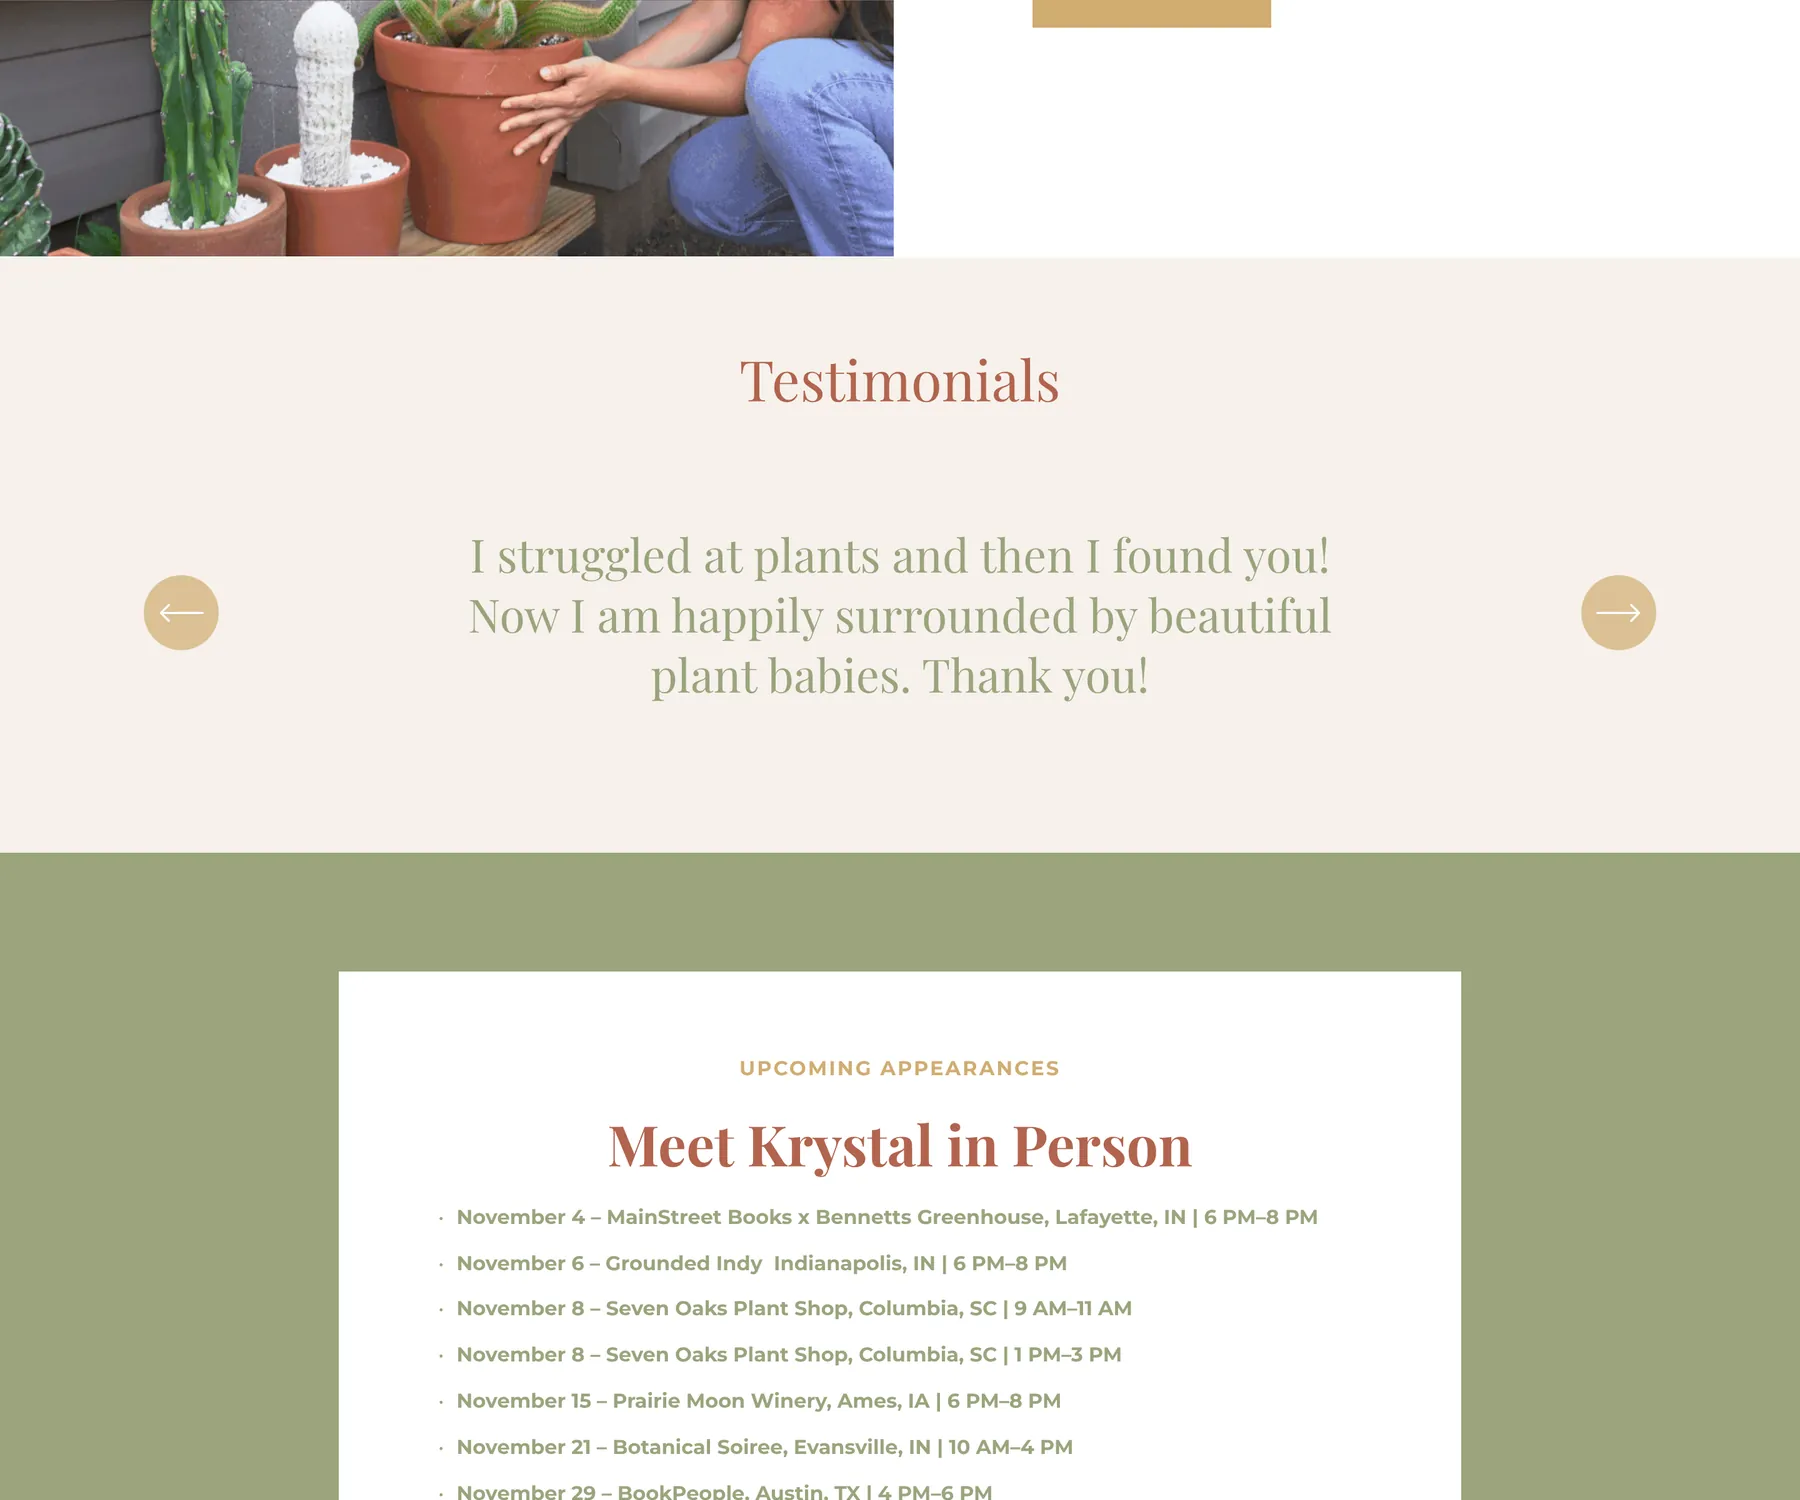 Testimonials
I struggled at plants and then I found you!
Now I am happily surrounded by beautiful
plant babies. Thank you!
UPCOMING APPEARANCES
Meet Krystal in Person
· November 4 – MainStreet Books x Bennetts Greenhouse, Lafayette, IN | 6 PM–8 PM
· November 6 – Grounded Indy  Indianapolis, IN | 6 PM–8 PM
· November 8 – Seven Oaks Plant Shop, Columbia, SC | 9 AM–11 AM
· November 8 – Seven Oaks Plant Shop, Columbia, SC | 1 PM–3 PM
· November 15 – Prairie Moon Winery, Ames, IA | 6 PM–8 PM
· November 21 – Botanical Soiree, Evansville, IN | 10 AM–4 PM
· November 29 – BookPeople, Austin, TX | 4 PM–6 PM